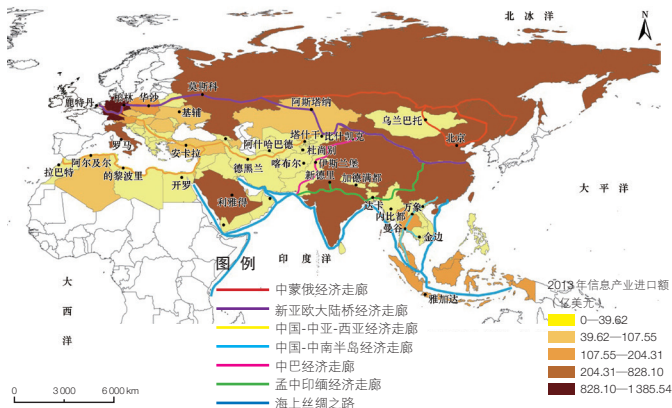 北 冰 洋
N
莫斯科
鹿特丹
柏林
华沙
基辅
阿斯塔纳
乌兰巴托
北京
罗马
安卡拉
阿什哈巴德
塔什干
比什凯克
杜尚别
阿尔及尔
拉巴特
的黎波里
开罗
德黑兰
喀布尔
伊斯兰堡
新德里
加德满都
利雅得
达卡
内比都
万象
曼谷
金边
雅加达
太 平 洋
印 度 洋
大 西 洋
图 例
中蒙俄经济走廊
新亚欧大陆桥经济走廊
中国-中亚-西亚经济走廊
中国-中南半岛经济走廊
中巴经济走廊
孟中印缅经济走廊
海上丝绸之路
2013年信息产业进口额
(亿美元)
0—39.62
39.62—107.55
107.55—204.31
204.31—828.10
828.10—1 385.54
0 3 000 6 000 km